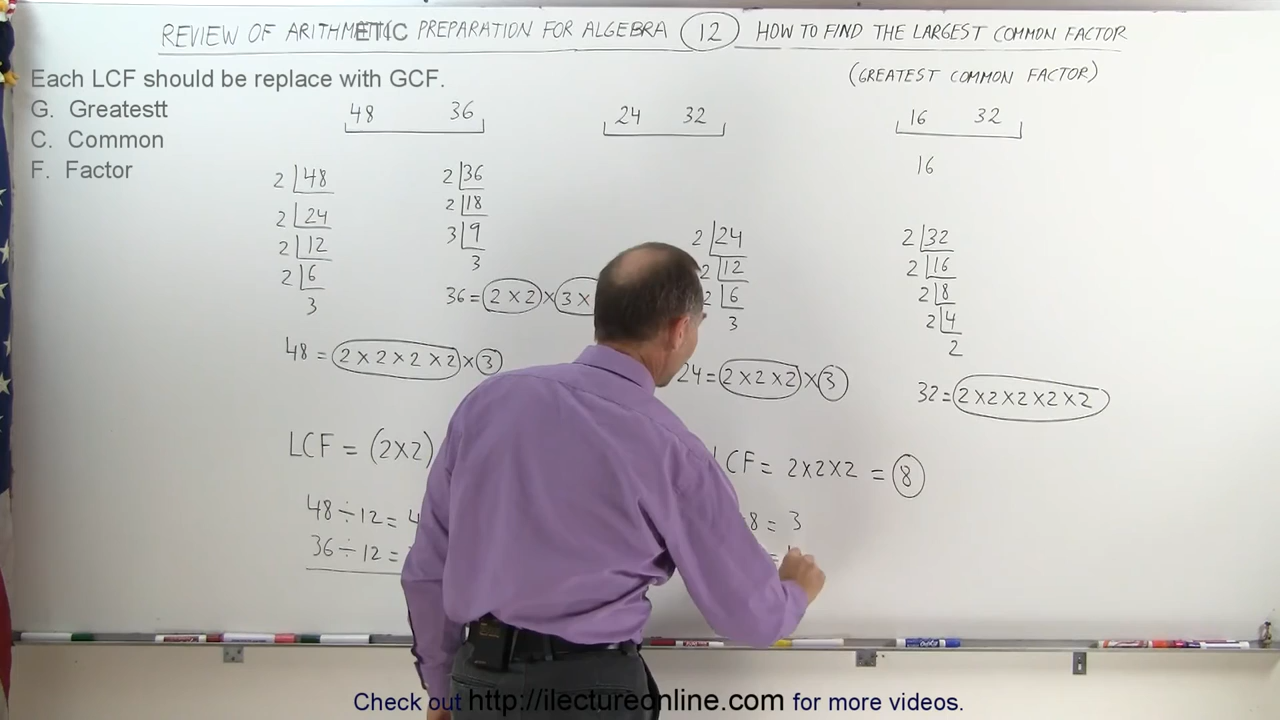 REVIEW OF ARITHMETIC PREPARATION FOR ALGEBRA 12 HOW TO FIND THE LARGEST COMMON FACTOR
(GREATEST COMMON FACTOR)
Each LCF should be replace with GCF.
G. Greatestt
C. Common
F. Factor
48 36
2 48
2 24
2 12
2 6
3
2 36
2 18
3 9
3
36 = 2 × 2 × 3 ×
48 = 2 × 2 × 2 × 2 × 3
LCF = (2×2)
48 ÷ 12 = 4
36 ÷ 12 =
24 32
2 24
2 12
2 6
3
24 = 2 × 2 × 2 × 3
CF = 2×2×2 = 8
8 = 3
=
16 32
16
2 32
2 16
2 8
2 4
2
32 = 2 × 2 × 2 × 2 × 2
Check out http://ilectureonline.com for more videos.